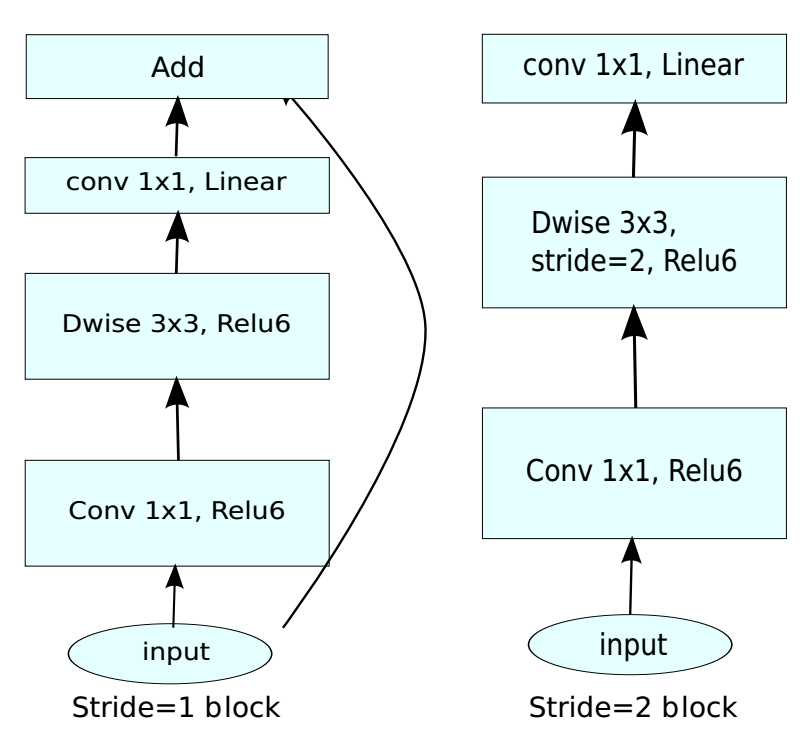 Add
conv 1x1, Linear
Dwise 3x3, Relu6
Conv 1x1, Relu6
input
Stride=1 block
conv 1x1, Linear
Dwise 3x3,
stride=2, Relu6
Conv 1x1, Relu6
input
Stride=2 block